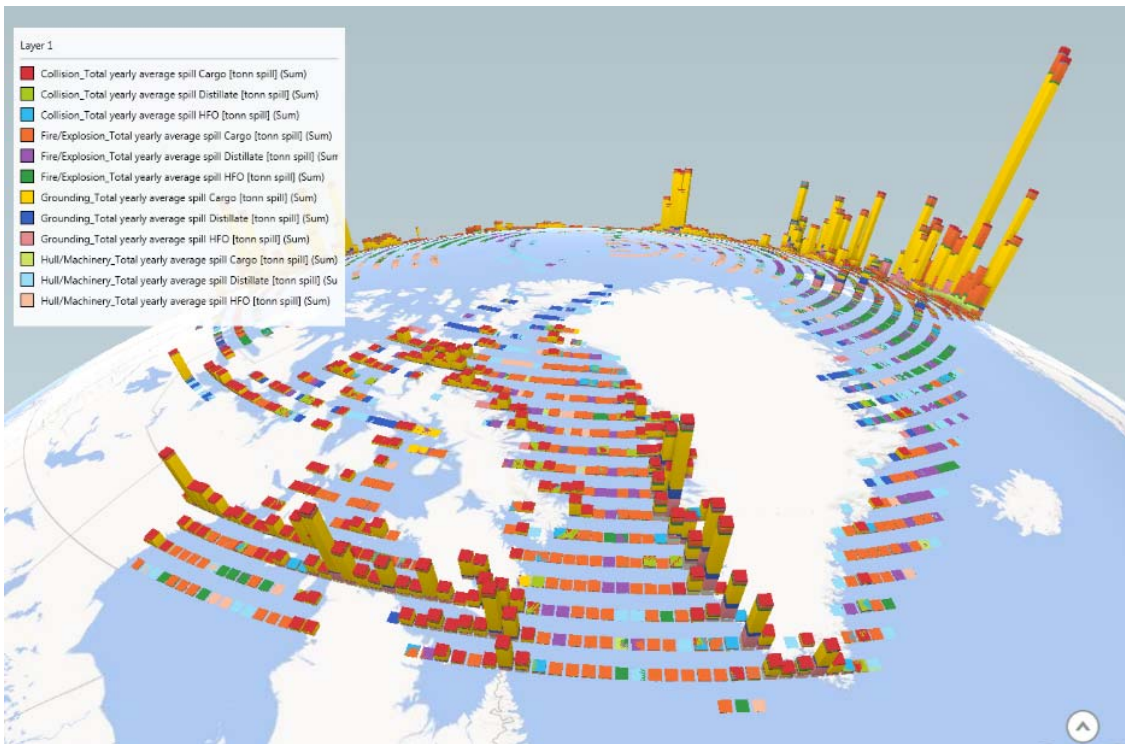 Layer 1
Collision_Total yearly average spill Cargo [tonn spill] (Sum)
Collision_Total yearly average spill Distillate [tonn spill] (Sum)
Collision_Total yearly average spill HFO [tonn spill] (Sum)
Fire/Explosion_Total yearly average spill Cargo [tonn spill] (Sum)
Fire/Explosion_Total yearly average spill Distillate [tonn spill] (Sum
Fire/Explosion_Total yearly average spill HFO [tonn spill] (Sum)
Grounding_Total yearly average spill Cargo [tonn spill] (Sum)
Grounding_Total yearly average spill Distillate [tonn spill] (Sum)
Grounding_Total yearly average spill HFO [tonn spill] (Sum)
Hull/Machinery_Total yearly average spill Cargo [tonn spill] (Sum)
Hull/Machinery_Total yearly average spill Distillate [tonn spill] (Su
Hull/Machinery_Total yearly average spill HFO [tonn spill] (Sum)